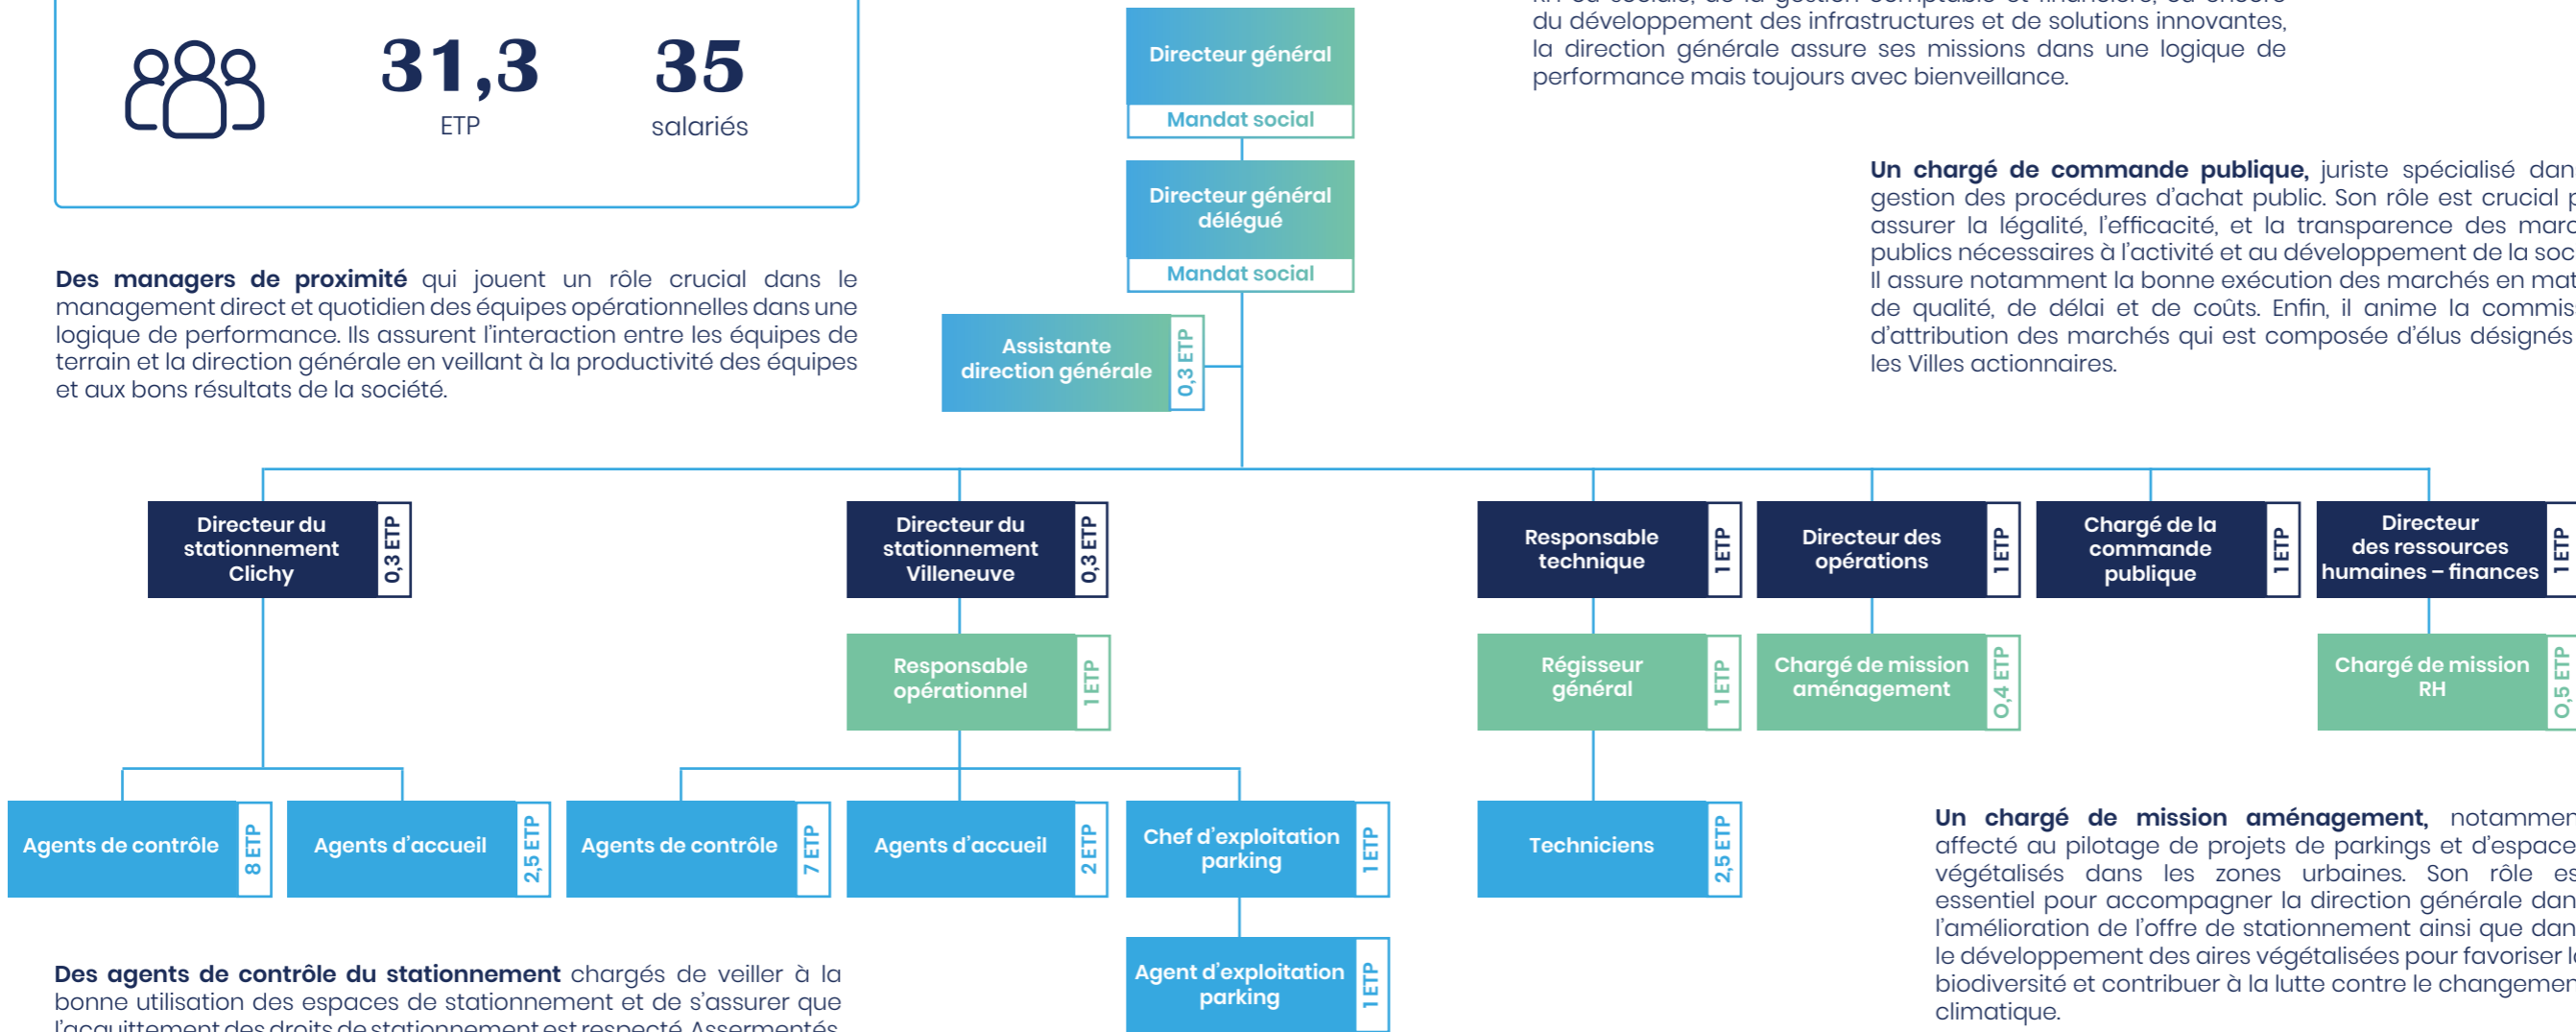 31,3
ETP
35
salariés
Des managers de proximité qui jouent un rôle crucial dans le
management direct et quotidien des équipes opérationnelles dans une
logique de performance. Ils assurent l'interaction entre les équipes de
terrain et la direction générale en veillant à la productivité des équipes
et aux bons résultats de la société.
Directeur général
Mandat social
Directeur général
délégué
Mandat social
Assistante
direction générale
0,3 ETP
du développement des infrastructures et de solutions innovantes,
la direction générale assure ses missions dans une logique de
performance mais toujours avec bienveillance.
Un chargé de commande publique, juriste spécialisé dan
gestion des procédures d'achat public. Son rôle est crucial p
assurer la légalité, l'efficacité, et la transparence des marc
publics nécessaires à l'activité et au développement de la soc
Il assure notamment la bonne exécution des marchés en mat
de qualité, de délai et de coûts. Enfin, il anime la commis
d'attribution des marchés qui est composée d'élus désignés
les Villes actionnaires.
Directeur du
stationnement
Clichy
0,3 ETP
Directeur du
stationnement
Villeneuve
0,3 ETP
Responsable
technique
1 ETP
Directeur des
opérations
1 ETP
Chargé de la
commande
publique
1 ETP
Directeur
des ressources
humaines – finances
1 ETP
Responsable
opérationnel
1 ETP
Régisseur
général
1 ETP
Chargé de mission
aménagement
0,4 ETP
Chargé de mission
RH
0,5 ETP
Agents de contrôle
8 ETP
Agents d'accueil
2,5 ETP
Agents de contrôle
7 ETP
Agents d'accueil
2 ETP
Chef d'exploitation
parking
1 ETP
Techniciens
2,5 ETP
Agent d'exploitation
parking
1 ETP
Des agents de contrôle du stationnement chargés de veiller à la
bonne utilisation des espaces de stationnement et de s'assurer que
l'acquittement des droits de stationnement est respecté. Assermentés,
Un chargé de mission aménagement, notammen
affecté au pilotage de projets de parkings et d'espace
végétalisés dans les zones urbaines. Son rôle es
essentiel pour accompagner la direction générale dan
l'amélioration de l'offre de stationnement ainsi que dan
le développement des aires végétalisées pour favoriser l
biodiversité et contribuer à la lutte contre le changemen
climatique.